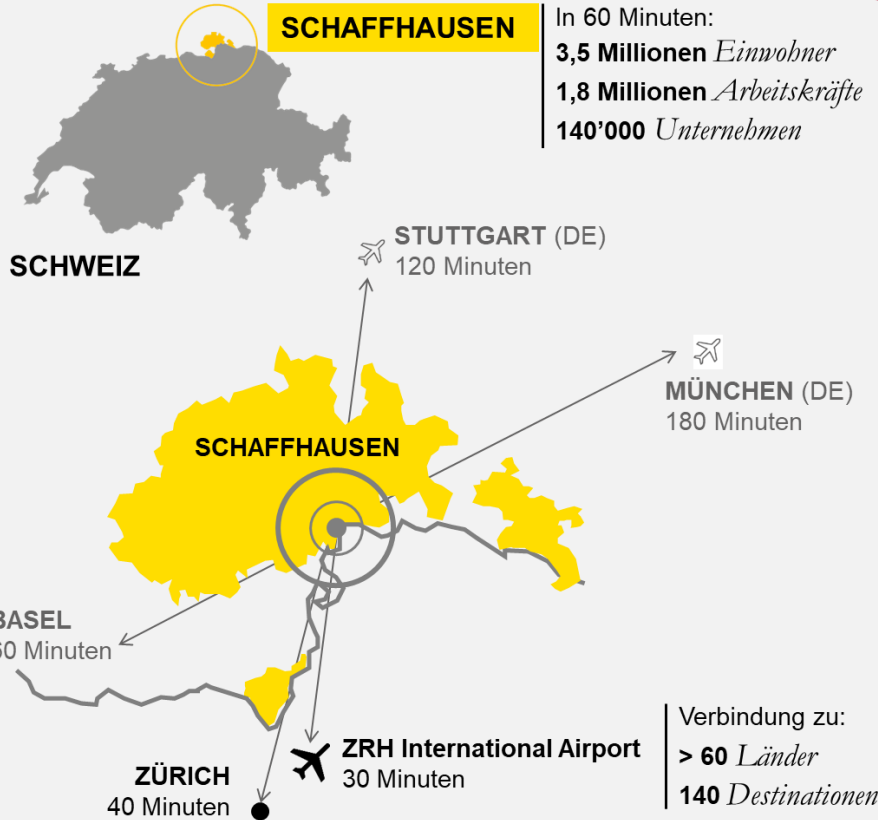 SCHAFFHAUSEN
In 60 Minuten:
3,5 Millionen Einwohner
1,8 Millionen Arbeitskräfte
140’000 Unternehmen
SCHWEIZ
STUTTGART (DE)
120 Minuten
MÜNCHEN (DE)
180 Minuten
SCHAFFHAUSEN
BASEL
60 Minuten
ZRH International Airport
30 Minuten
ZÜRICH
40 Minuten
Verbindung zu:
> 60 Länder
140 Destinationen